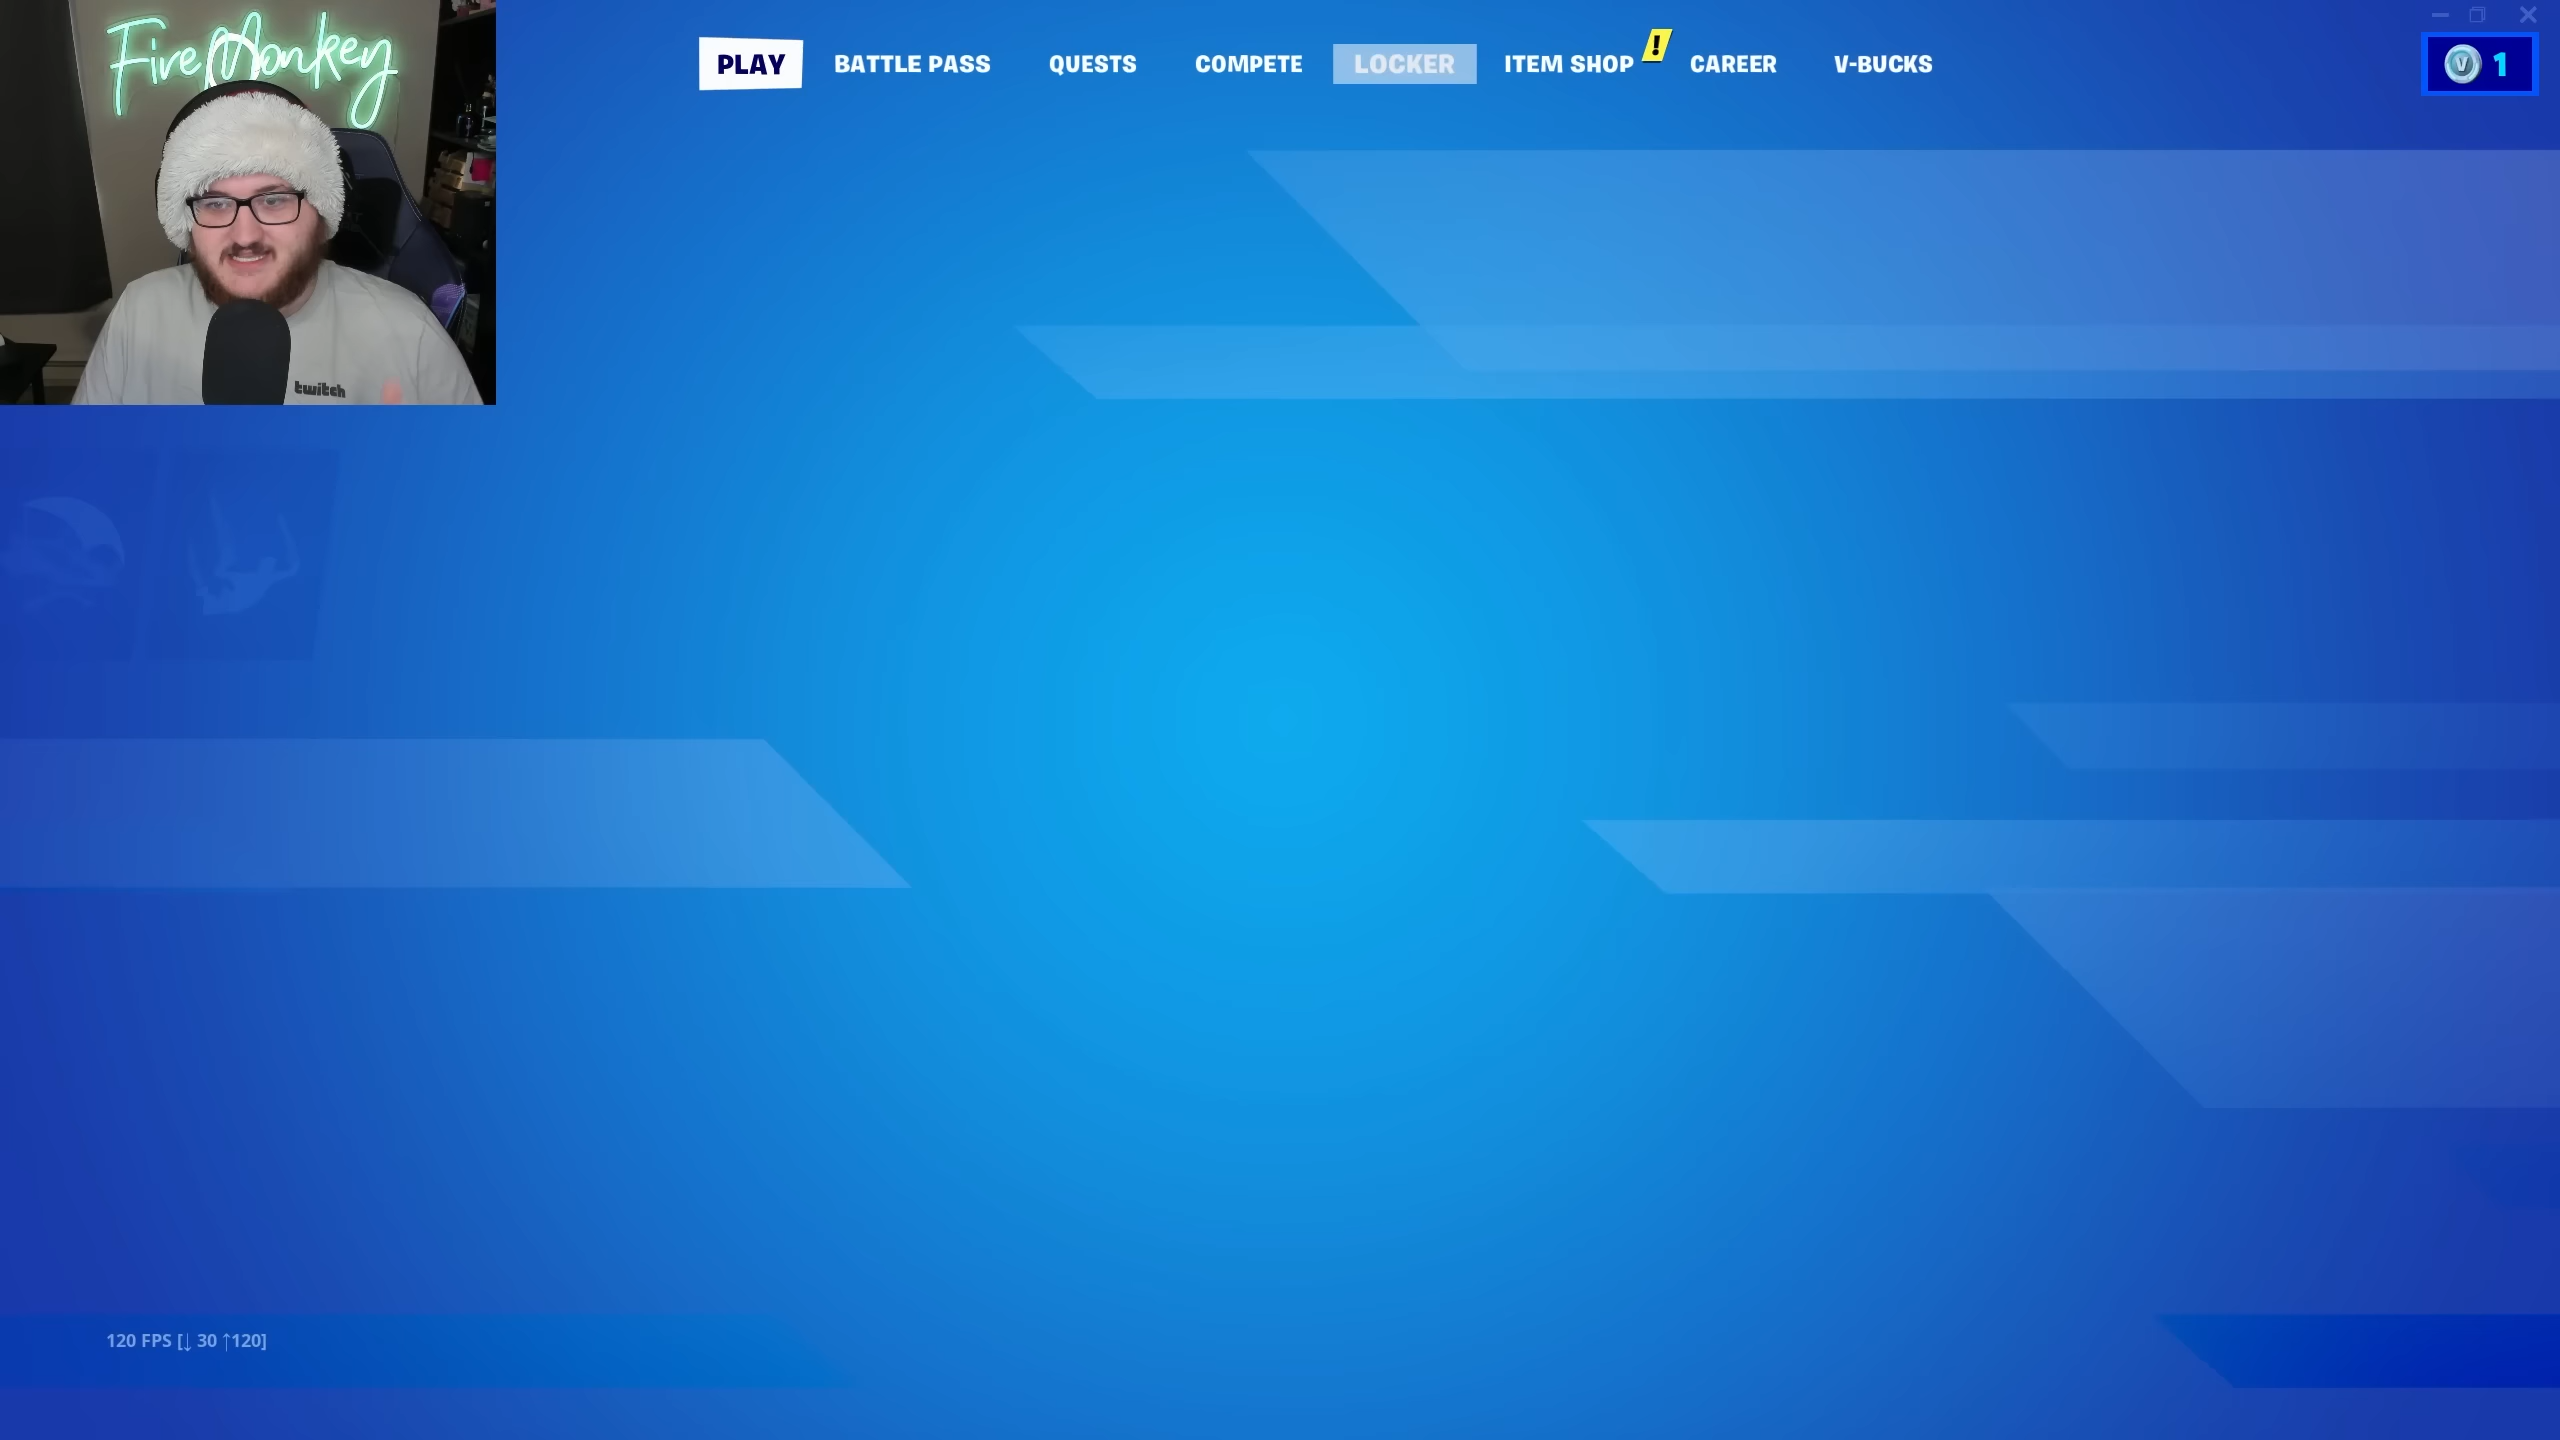 FireMonkey
PLAY BATTLE PASS QUESTS COMPETE LOCKER ITEM SHOP ! CAREER V-BUCKS
V 1
twitch
120 FPS [↓ 30 ↑120]